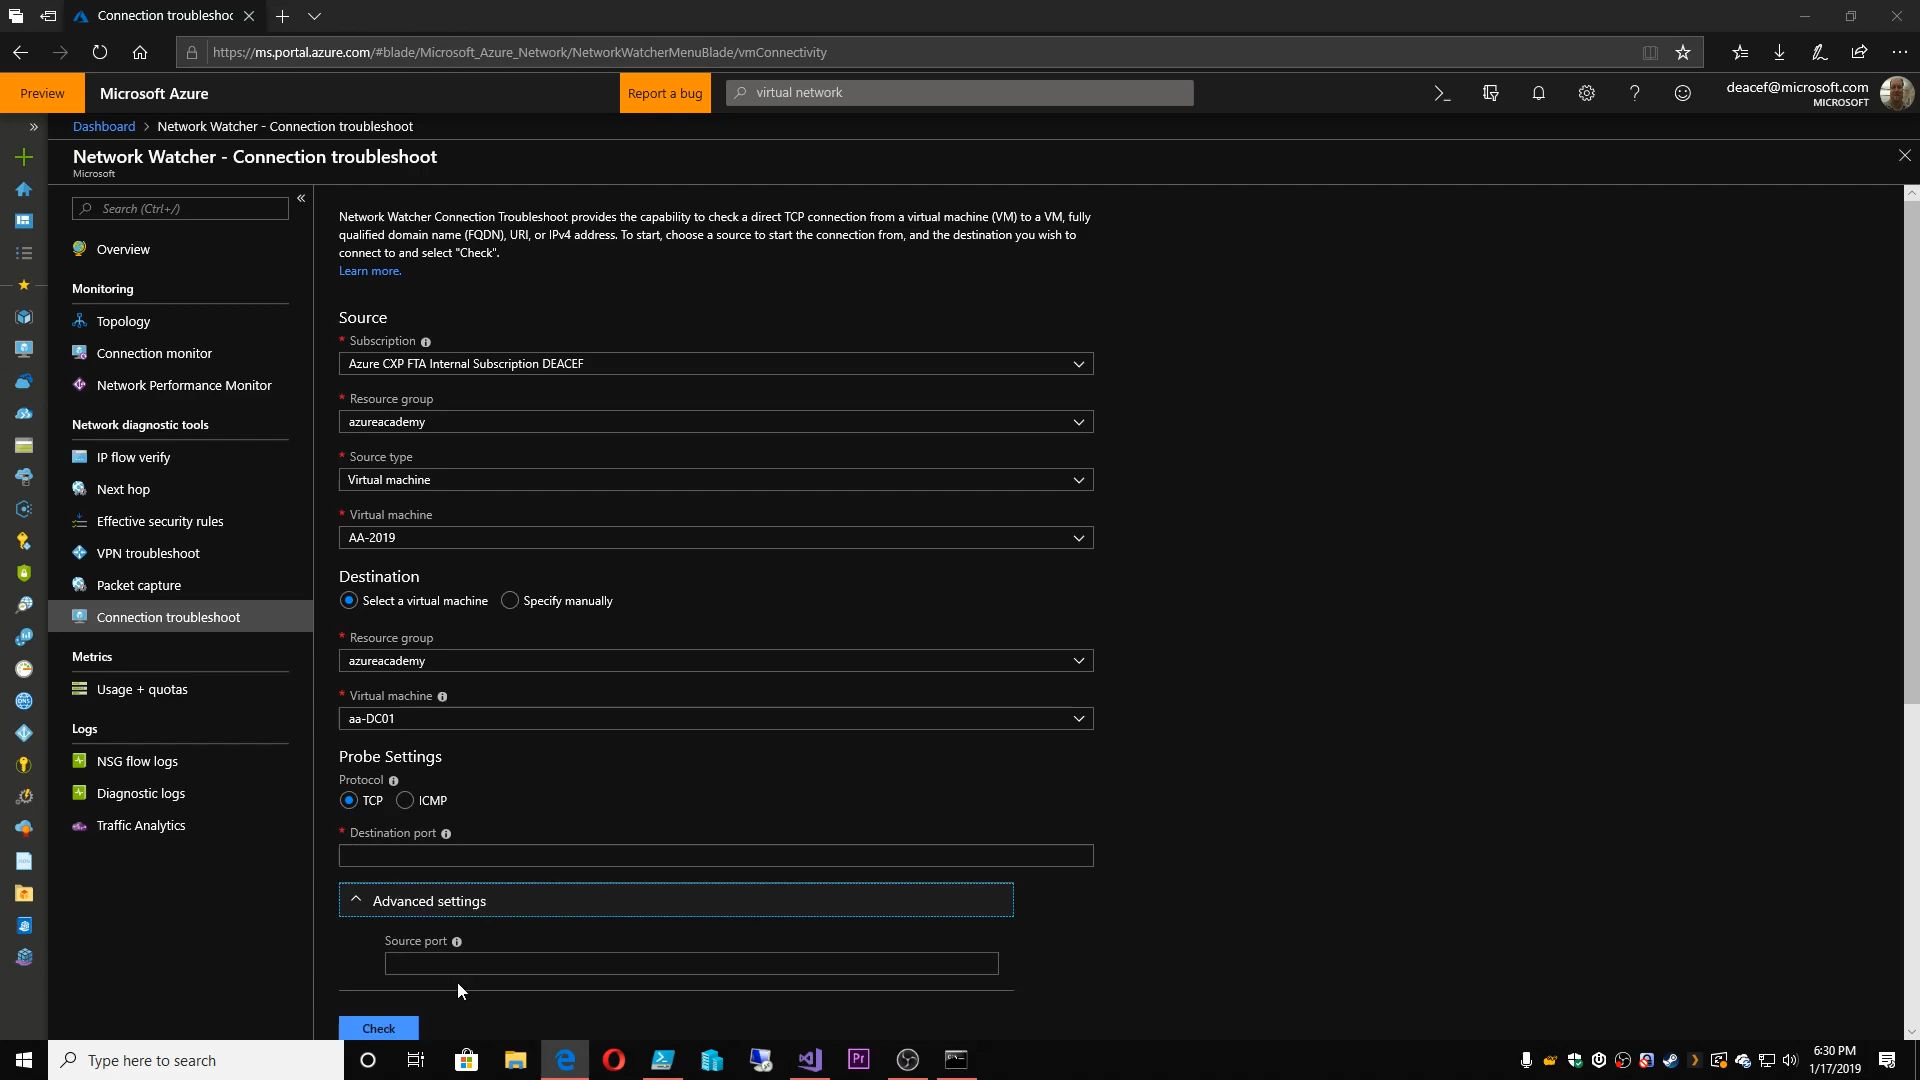 Connection troubleshoo
https://ms.portal.azure.com/#blade/Microsoft_Azure_Network/NetworkWatcherMenuBlade/vmConnectivity
Preview
Microsoft Azure
Report a bug
virtual network
deacef@microsoft.com
MICROSOFT
Dashboard > Network Watcher - Connection troubleshoot
Network Watcher - Connection troubleshoot
Microsoft
Search (Ctrl+/)
Overview
Monitoring
Topology
Connection monitor
Network Performance Monitor
Network diagnostic tools
IP flow verify
Next hop
Effective security rules
VPN troubleshoot
Packet capture
Connection troubleshoot
Metrics
Usage + quotas
Logs
NSG flow logs
Diagnostic logs
Traffic Analytics
Network Watcher Connection Troubleshoot provides the capability to check a direct TCP connection from a virtual machine (VM) to a VM, fully
qualified domain name (FQDN), URI, or IPv4 address. To start, choose a source to start the connection from, and the destination you wish to
connect to and select "Check".
Learn more.
Source
* Subscription
Azure CXP FTA Internal Subscription DEACEF
* Resource group
azureacademy
* Source type
Virtual machine
* Virtual machine
AA-2019
Destination
Select a virtual machine Specify manually
* Resource group
azureacademy
* Virtual machine
aa-DC01
Probe Settings
Protocol
TCP ICMP
* Destination port
Advanced settings
Source port
Check
Type here to search
6:30 PM
1/17/2019